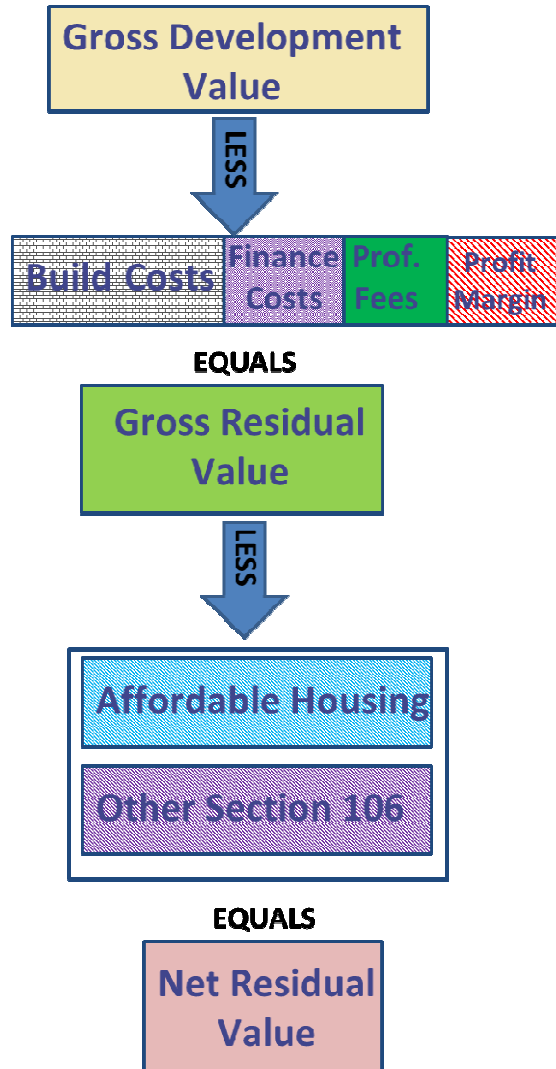 Gross Development
Value
LESS
Build Costs
Finance
Costs
Prof.
Fees
Profit
Margin
EQUALS
Gross Residual
Value
LESS
Affordable Housing
Other Section 106
EQUALS
Net Residual
Value